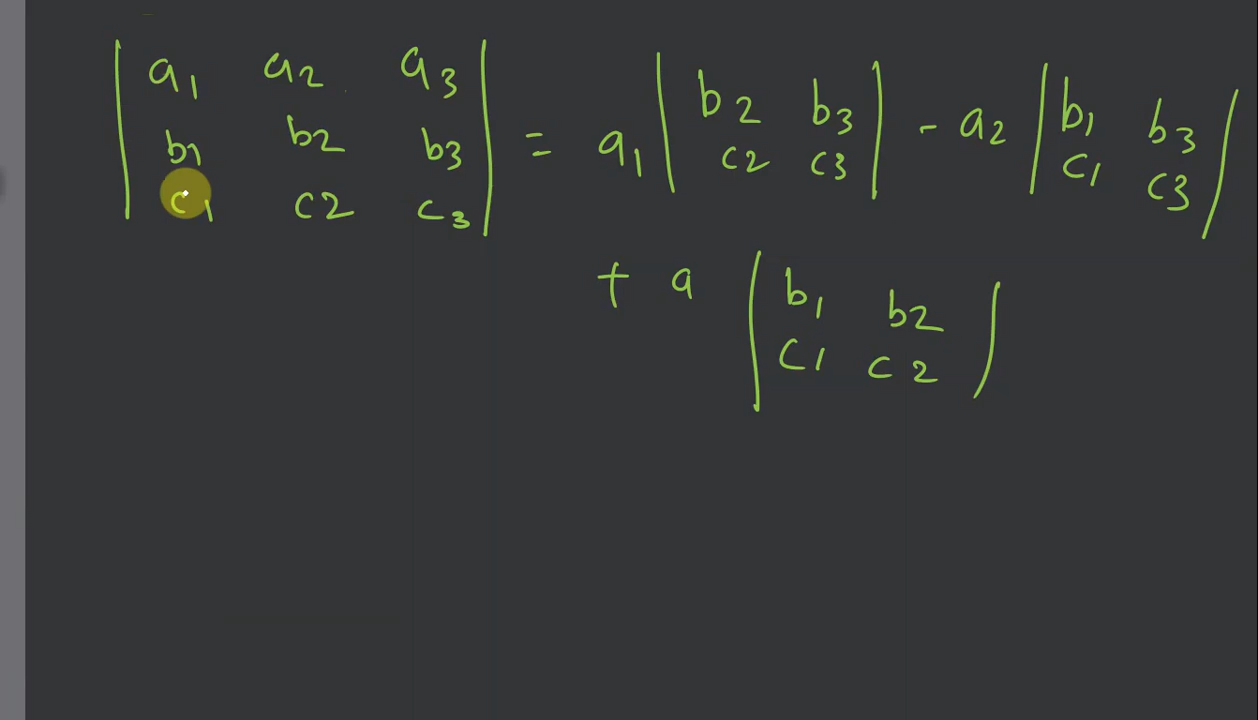 | a1 a2 a3 | = a1 | b2 b3 | - a2 | b1 b3 |
| b1 b2 b3 | | c2 c3 | | c1 c3 |
| c1 c2 c3 |
+ a | b1 b2 |
| c1 c2 |